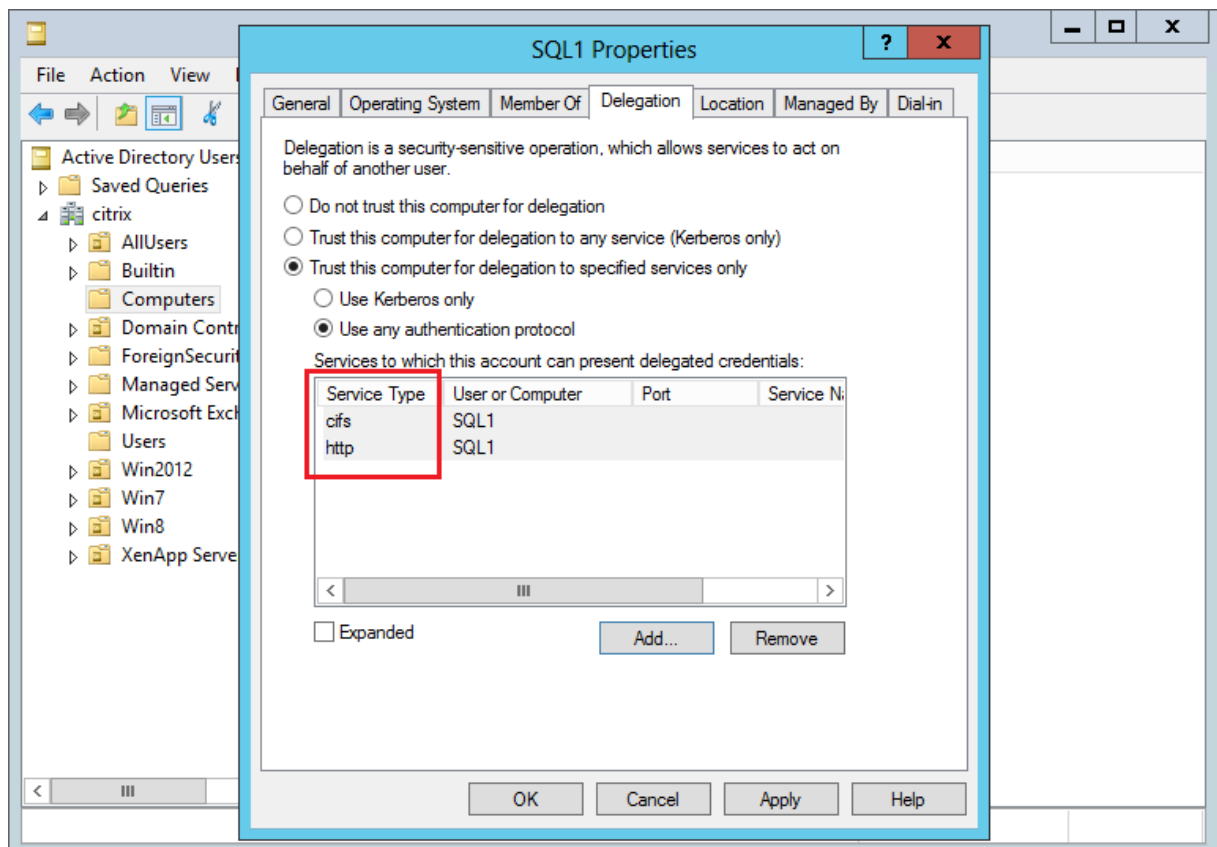 SQL1 Properties
?
x
x
File Action View
General Operating System Member Of Delegation Location Managed By Dial-in
Delegation is a security-sensitive operation, which allows services to act on
behalf of another user.
Do not trust this computer for delegation
Trust this computer for delegation to any service (Kerberos only)
Trust this computer for delegation to specified services only
Use Kerberos only
Use any authentication protocol
Services to which this account can present delegated credentials:
Service Type User or Computer Port Service Na
cifs SQL1
http SQL1
Expanded
Add...
Remove
OK
Cancel
Apply
Help
Active Directory Users
Saved Queries
citrix
AllUsers
Builtin
Computers
Domain Contr
ForeignSecurit
Managed Serv
Microsoft Exch
Users
Win2012
Win7
Win8
XenApp Serve